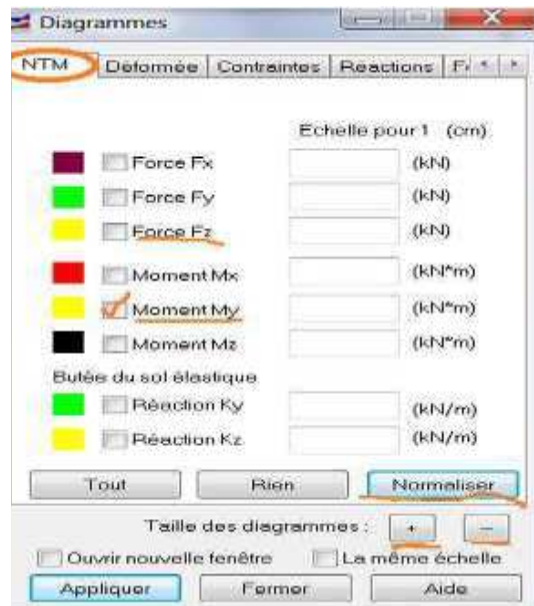 Diagrammes
NTM Déformée Contraintes Réactions
Echelle pour 1 (cm)
Force Fx (kN)
Force Fy (kN)
Force Fz (kN)
Moment Mx (kN*m)
Moment My (kN*m)
Moment Mz (kN*m)
Butée du sol élastique
Réaction Ky (kN/m)
Réaction Kz (kN/m)
Tout Rien Normaliser
Taille des diagrammes : + -
Ouvrir nouvelle fenêtre La même échelle
Appliquer Fermer Aide